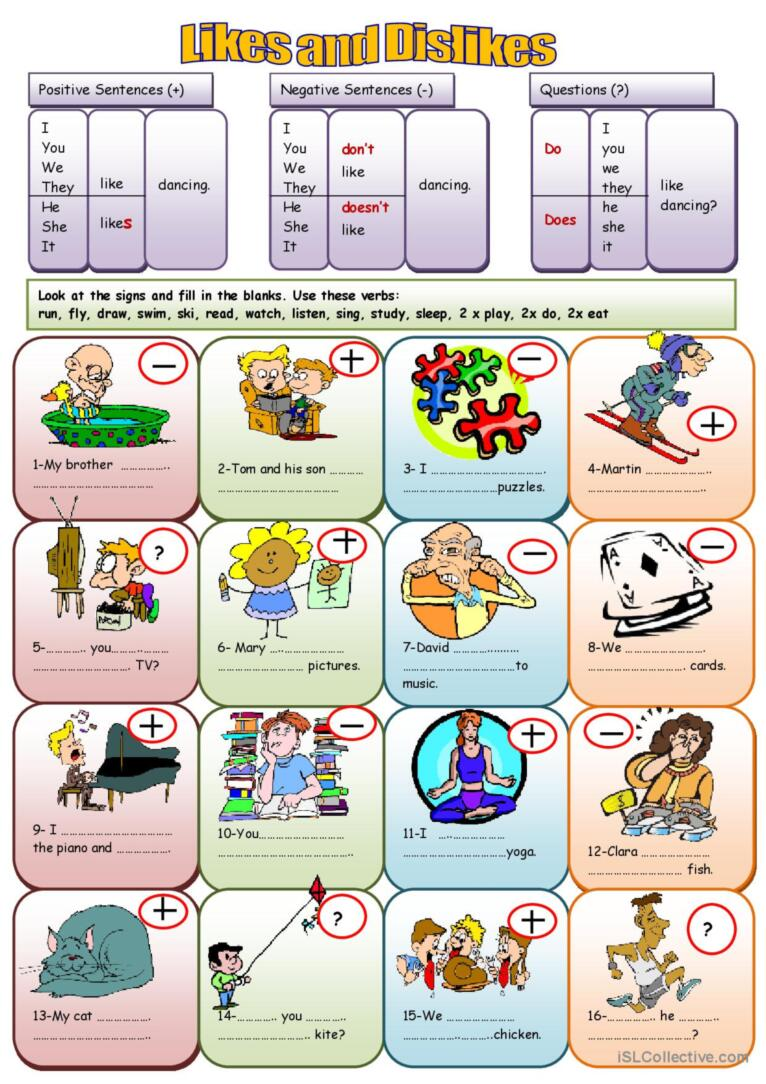 Likes and Dislikes
Positive Sentences (+)
I
You
We
They
He
She
It
like
likes
dancing.
Negative Sentences (-)
I
You
We
They
He
She
It
don't
like
doesn't
like
dancing.
Questions (?)
Do
Does
I
you
we
they
he
she
it
like
dancing?
Look at the signs and fill in the blanks. Use these verbs:
run, fly, draw, swim, ski, read, watch, listen, sing, study, sleep, 2 x play, 2x do, 2x eat
−
1-My brother ……………..
…………………………………
+
2-Tom and his son …………
…………………………………
−
3- I ……………………………….
…………………………puzzles.
+
4-Martin …………………..
………………………………..
?
5-…………. you………………
…………………………. TV?
+
6- Mary ………………………
……………………… pictures.
−
7-David ………………………
………………………………to
music.
A
A
A
−
8-We ……………………….
…………………………. cards.
+
9- I ………………………………
the piano and ………………
−
10-You………………………
……………………………………..
+
11-I ……………………
…………………………yoga.
−
12-Clara …………………
………………………… fish.
+
13-My cat ……………….
………………………………..
?
14-………… you …………..
………………………… kite?
+
15-We ………………….
……………………chicken.
?
16-………….. he …………..
……………………………?
iSLCollective.com